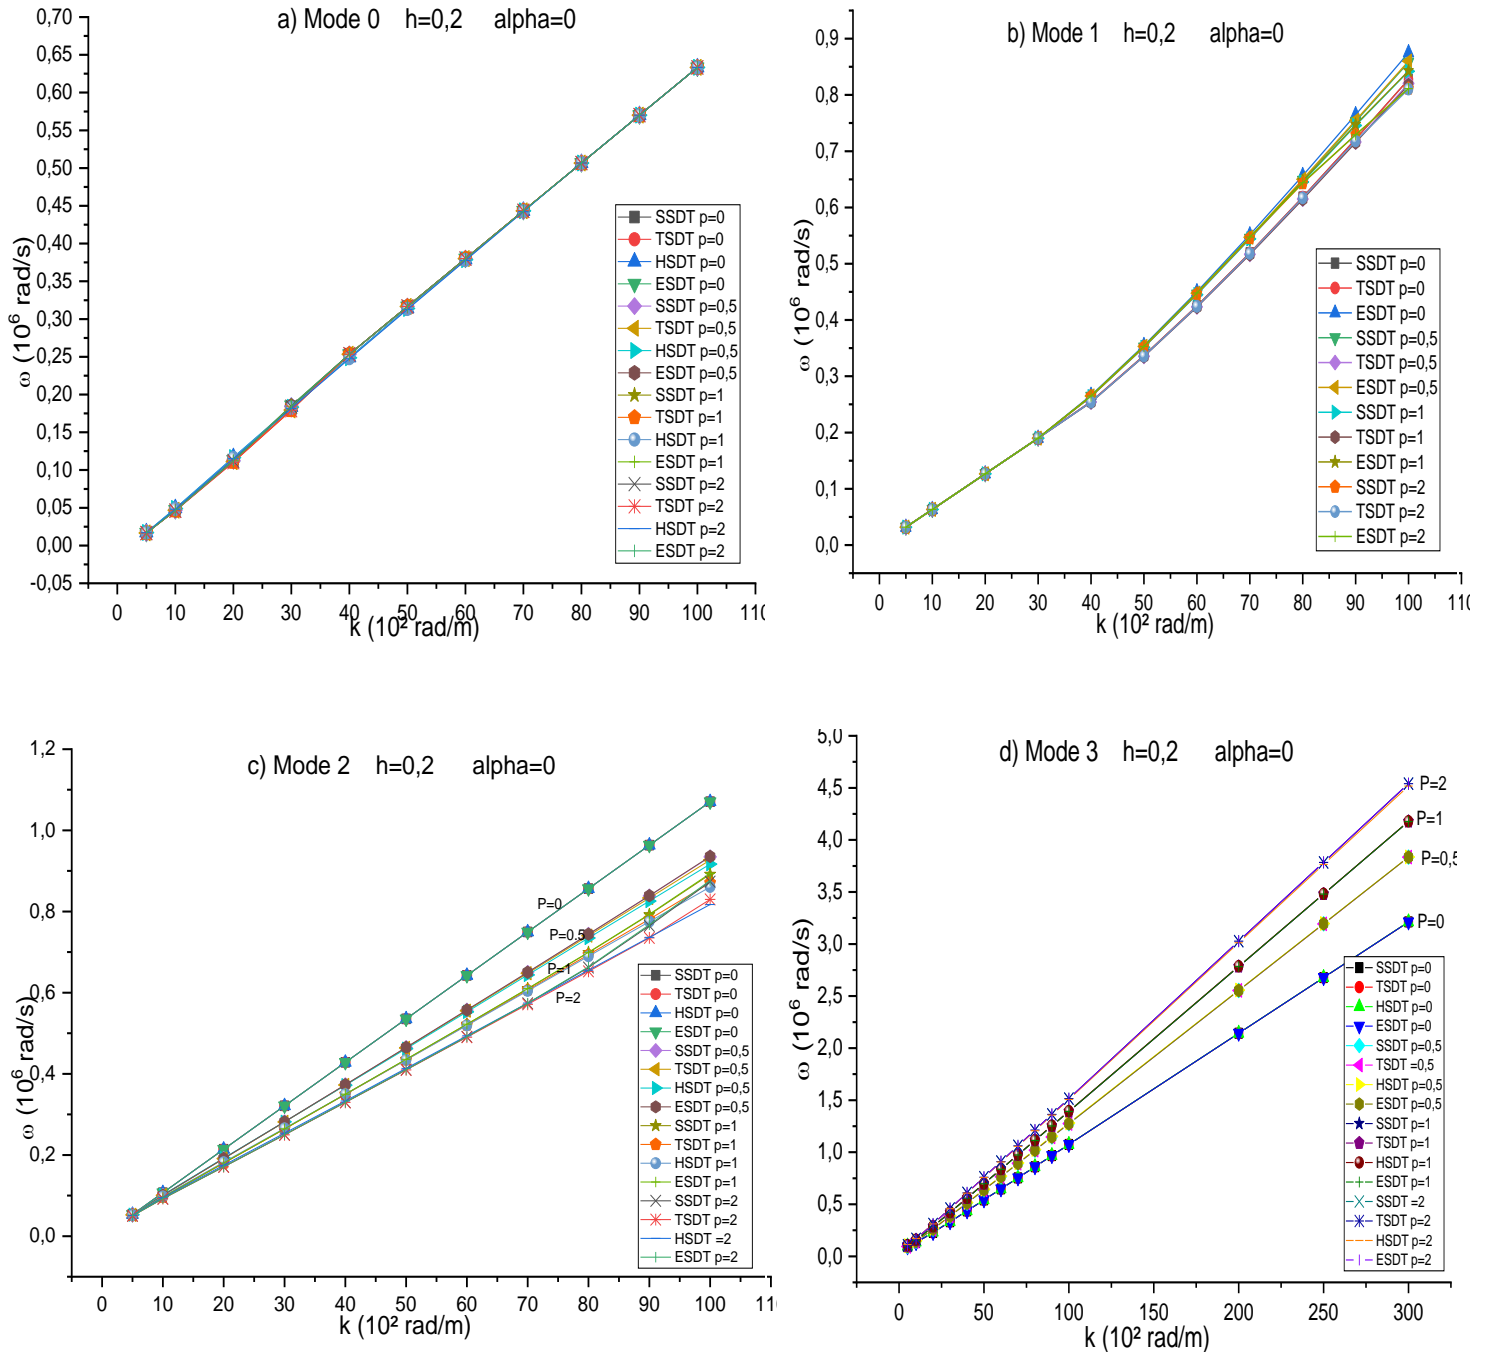 a) Mode 0 h=0,2 alpha=0
0,70
0,65
0,60
0,55
0,50
0,45
0,40
0,35
0,30
0,25
0,20
0,15
0,10
0,05
0,00
-0,05
ω (10⁶ rad/s)
SSDT p=0
TSDT p=0
HSDT p=0
ESDT p=0
SSDT p=0,5
TSDT p=0,5
HSDT p=0,5
ESDT p=0,5
SSDT p=1
TSDT p=1
HSDT p=1
ESDT p=1
SSDT p=2
TSDT p=2
HSDT p=2
ESDT p=2
0 10 20 30 40 50 60 70 80 90 100 110
k (10² rad/m)
b) Mode 1 h=0,2 alpha=0
0,9
0,8
0,7
0,6
0,5
0,4
0,3
0,2
0,1
0,0
ω (10⁶ rad/s)
SSDT p=0
TSDT p=0
ESDT p=0
SSDT p=0,5
TSDT p=0,5
ESDT p=0,5
SSDT p=1
TSDT p=1
ESDT p=1
SSDT p=2
TSDT p=2
ESDT p=2
0 10 20 30 40 50 60 70 80 90 100 110
k (10² rad/m)
c) Mode 2 h=0,2 alpha=0
1,2
1,0
0,8
0,6
0,4
0,2
0,0
ω (10⁶ rad/s)
P=0
P=0.5
P=1
P=2
SSDT p=0
TSDT p=0
HSDT p=0
ESDT p=0
SSDT p=0,5
TSDT p=0,5
HSDT p=0,5
ESDT p=0,5
SSDT p=1
TSDT p=1
HSDT p=1
ESDT p=1
SSDT p=2
TSDT p=2
HSDT =2
ESDT p=2
0 10 20 30 40 50 60 70 80 90 100 110
k (10² rad/m)
d) Mode 3 h=0,2 alpha=0
5,0
4,5
4,0
3,5
3,0
2,5
2,0
1,5
1,0
0,5
0,0
ω (10⁶ rad/s)
P=2
P=1
P=0,5
P=0
SSDT p=0
TSDT p=0
HSDT p=0
ESDT p=0
SSDT p=0,5
TSDT =0,5
HSDT p=0,5
ESDT p=0,5
SSDT p=1
TSDT p=1
HSDT p=1
ESDT p=1
SSDT =2
TSDT p=2
HSDT p=2
ESDT p=2
0 50 100 150 200 250 300
k (10² rad/m)